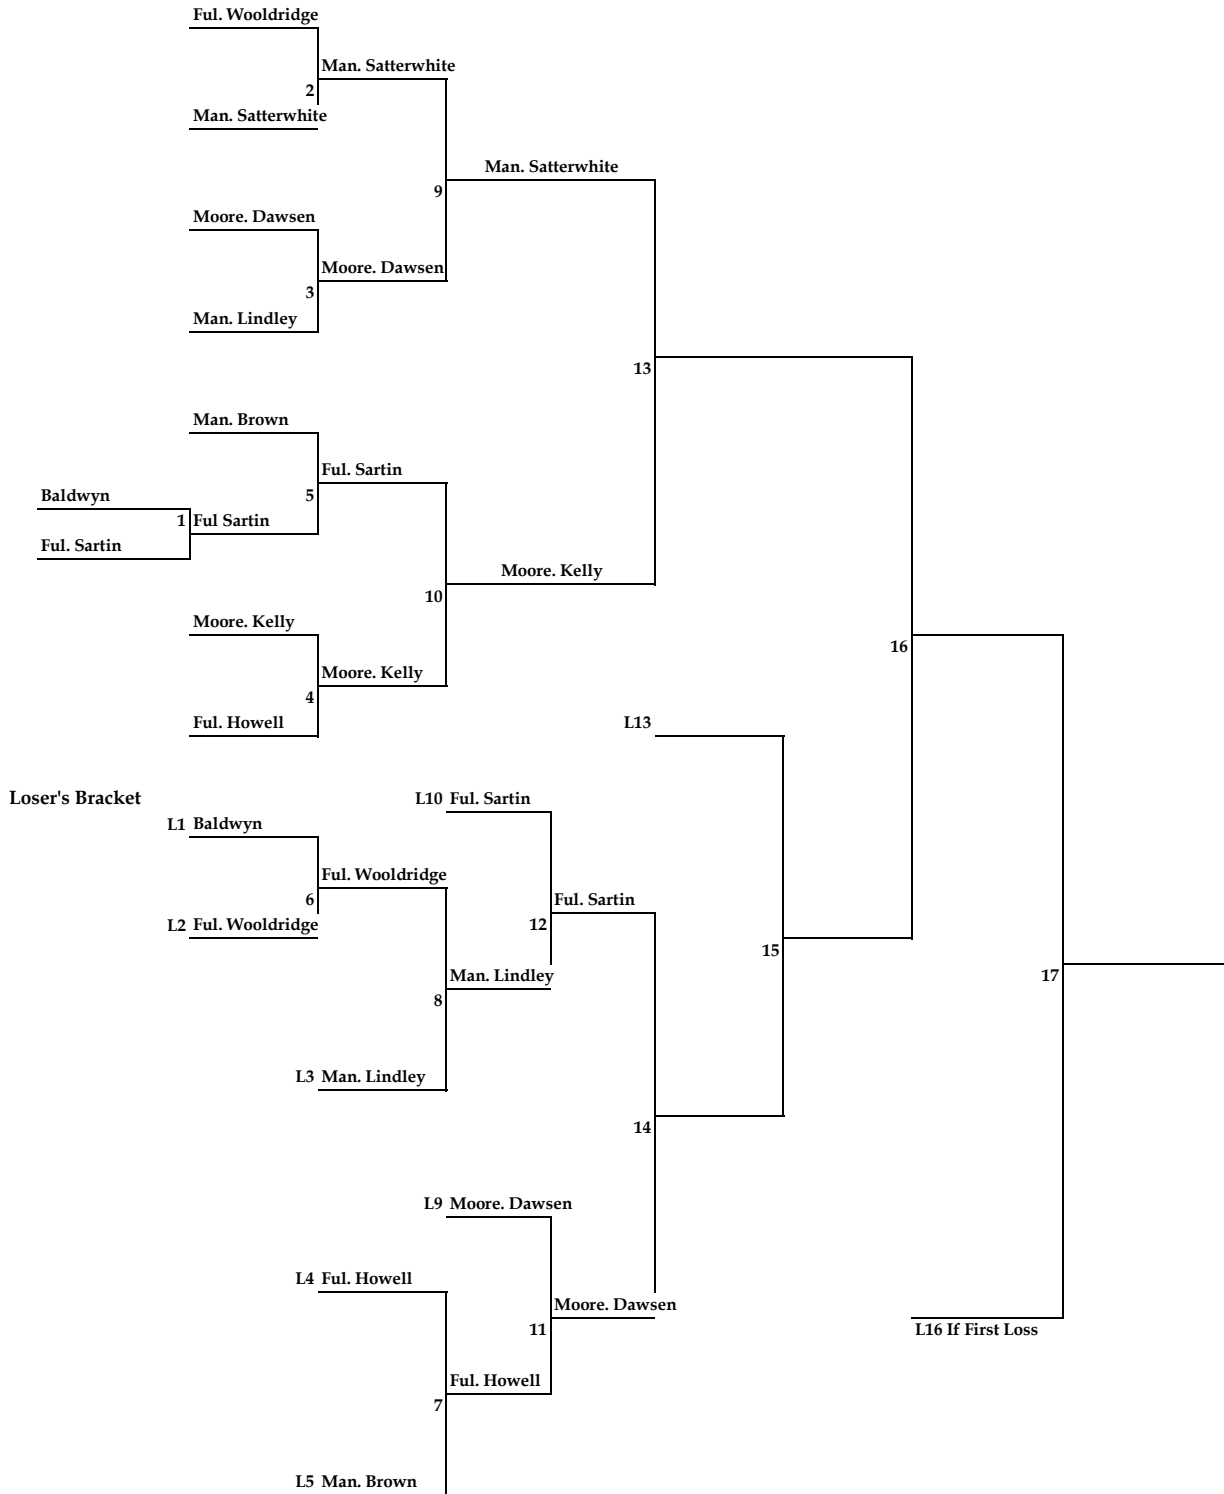 Ful. Wooldridge
Man. Satterwhite
2
Man. Satterwhite
Man. Satterwhite
9
Moore. Dawsen
Moore. Dawsen
3
Man. Lindley
13
Man. Brown
Ful. Sartin
5
Baldwyn
1 Ful Sartin
Ful. Sartin
Moore. Kelly
10
Moore. Kelly
16
Moore. Kelly
4
Ful. Howell
L13
Loser's Bracket
L10 Ful. Sartin
L1 Baldwyn
Ful. Wooldridge
6
Ful. Sartin
L2 Ful. Wooldridge
12
15
Man. Lindley
17
8
L3 Man. Lindley
14
L9 Moore. Dawsen
L4 Ful. Howell
Moore. Dawsen
11
L16 If First Loss
Ful. Howell
7
L5 Man. Brown